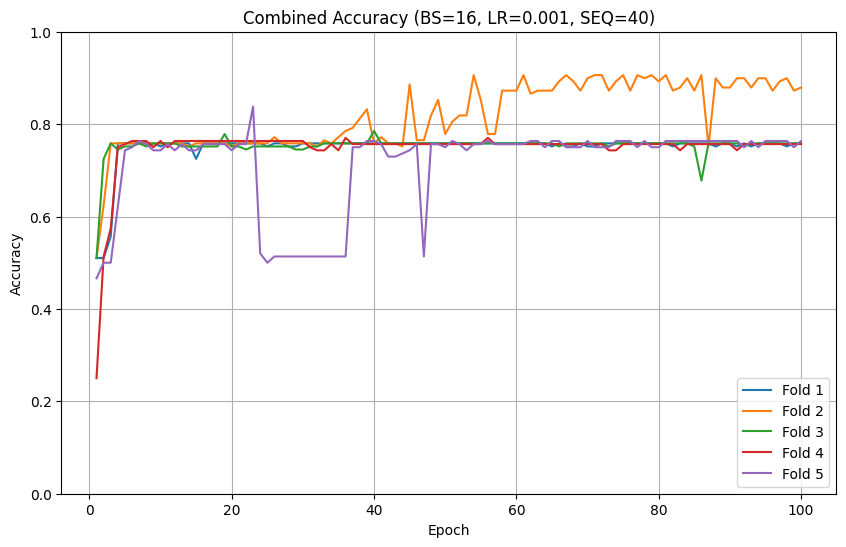 Combined Accuracy (BS=16, LR=0.001, SEQ=40)
1.0
0.8
0.6
0.4
0.2
0.0
Accuracy
0 20 40 60 80 100
Epoch
Fold 1
Fold 2
Fold 3
Fold 4
Fold 5